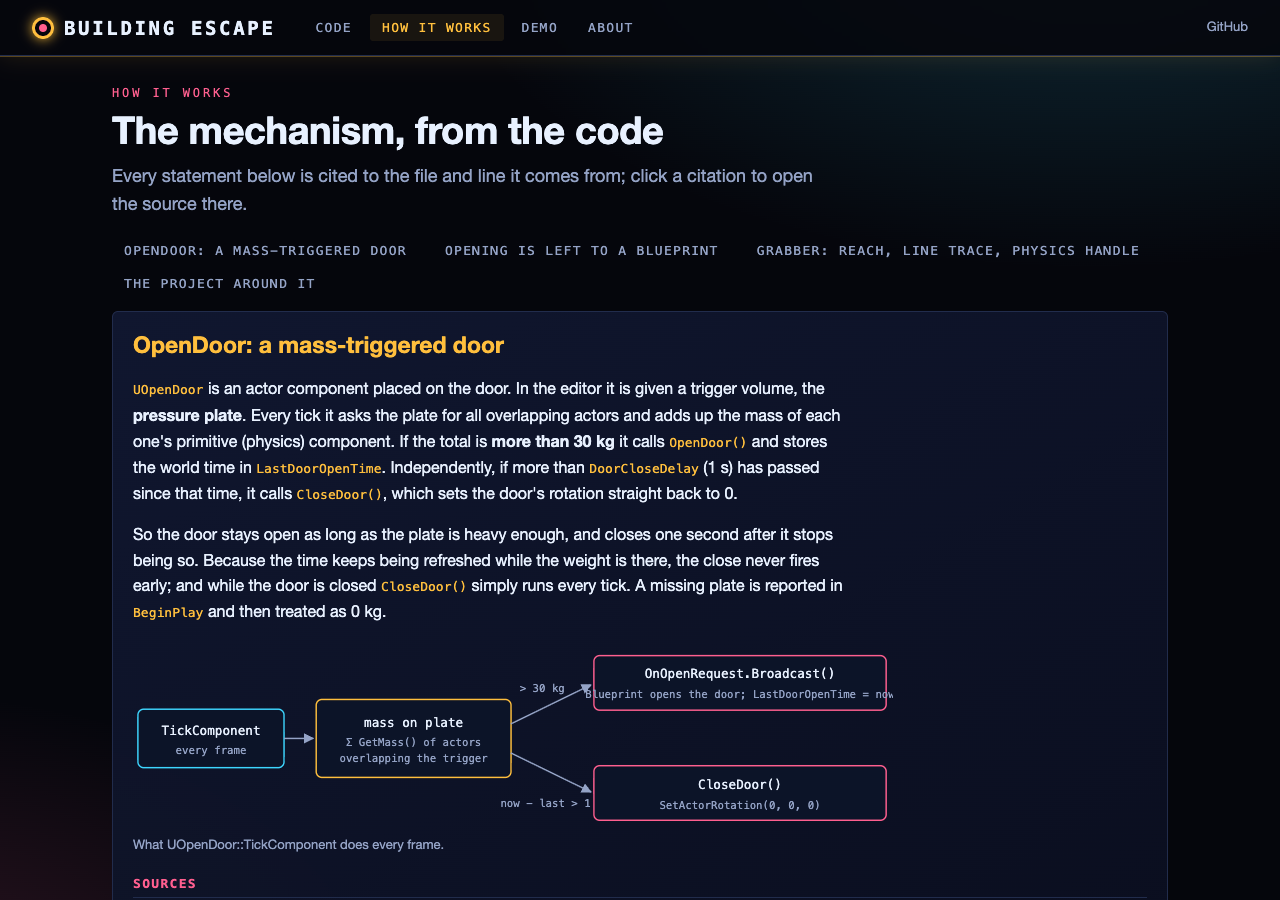 BUILDING ESCAPE
CODE
HOW IT WORKS
DEMO
ABOUT
GitHub
HOW IT WORKS
The mechanism, from the code
Every statement below is cited to the file and line it comes from; click a citation to open
the source there.
OPENDOOR: A MASS-TRIGGERED DOOR
OPENING IS LEFT TO A BLUEPRINT
GRABBER: REACH, LINE TRACE, PHYSICS HANDLE
THE PROJECT AROUND IT
OpenDoor: a mass-triggered door
UOpenDoor is an actor component placed on the door. In the editor it is given a trigger volume, the
pressure plate. Every tick it asks the plate for all overlapping actors and adds up the mass of each
one's primitive (physics) component. If the total is more than 30 kg it calls OpenDoor() and stores
the world time in LastDoorOpenTime. Independently, if more than DoorCloseDelay (1 s) has passed
since that time, it calls CloseDoor(), which sets the door's rotation straight back to 0.
So the door stays open as long as the plate is heavy enough, and closes one second after it stops
being so. Because the time keeps being refreshed while the weight is there, the close never fires
early; and while the door is closed CloseDoor() simply runs every tick. A missing plate is reported in
BeginPlay and then treated as 0 kg.
TickComponent
every frame
mass on plate
Σ GetMass() of actors
overlapping the trigger
> 30 kg
OnOpenRequest.Broadcast()
Blueprint opens the door; LastDoorOpenTime = now
now − last > 1
CloseDoor()
SetActorRotation(0, 0, 0)
What UOpenDoor::TickComponent does every frame.
SOURCES